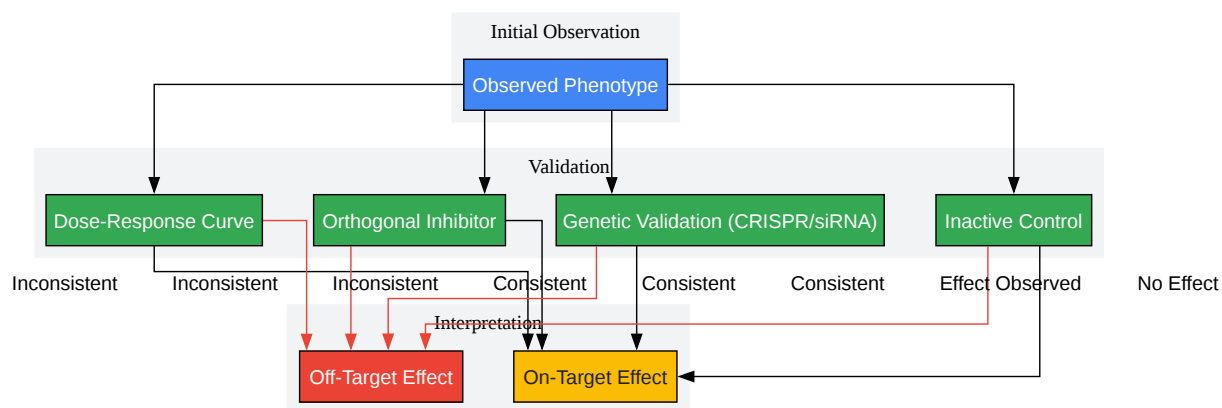 Initial Observation
Observed Phenotype
Validation
Dose-Response Curve
Orthogonal Inhibitor
Genetic Validation (CRISPR/siRNA)
Inactive Control
Inconsistent
Inconsistent
Inconsistent
Consistent
Consistent
Consistent
Effect Observed
No Effect
Interpretation
Off-Target Effect
On-Target Effect